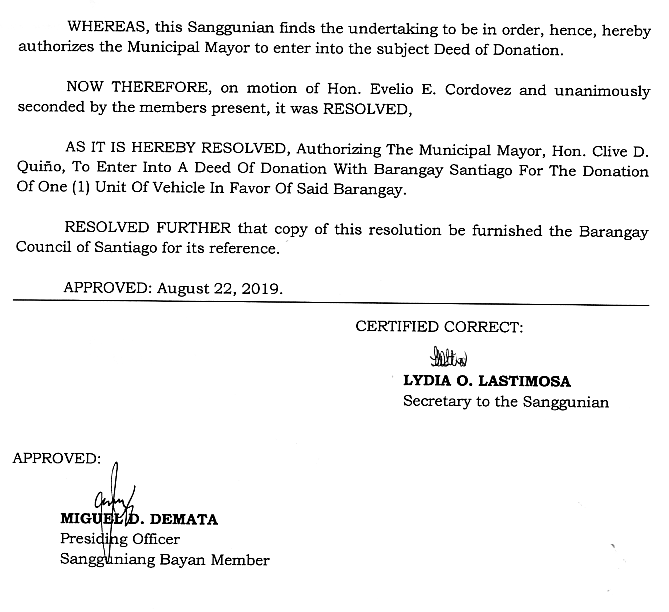 WHEREAS, this Sanggunian finds the undertaking to be in order, hence, hereby
authorizes the Municipal Mayor to enter into the subject Deed of Donation.
NOW THEREFORE, on motion of Hon. Evelio E. Cordovez and unanimously
seconded by the members present, it was RESOLVED,
AS IT IS HEREBY RESOLVED, Authorizing The Municipal Mayor, Hon. Clive D.
Quiño, To Enter Into A Deed Of Donation With Barangay Santiago For The Donation
Of One (1) Unit Of Vehicle In Favor Of Said Barangay.
RESOLVED FURTHER that copy of this resolution be furnished the Barangay
Council of Santiago for its reference.
APPROVED: August 22, 2019.
CERTIFIED CORRECT:
LYDIA O. LASTIMOSA
Secretary to the Sanggunian
APPROVED:
MIGUEL D. DEMATA
Presiding Officer
Sangguniang Bayan Member